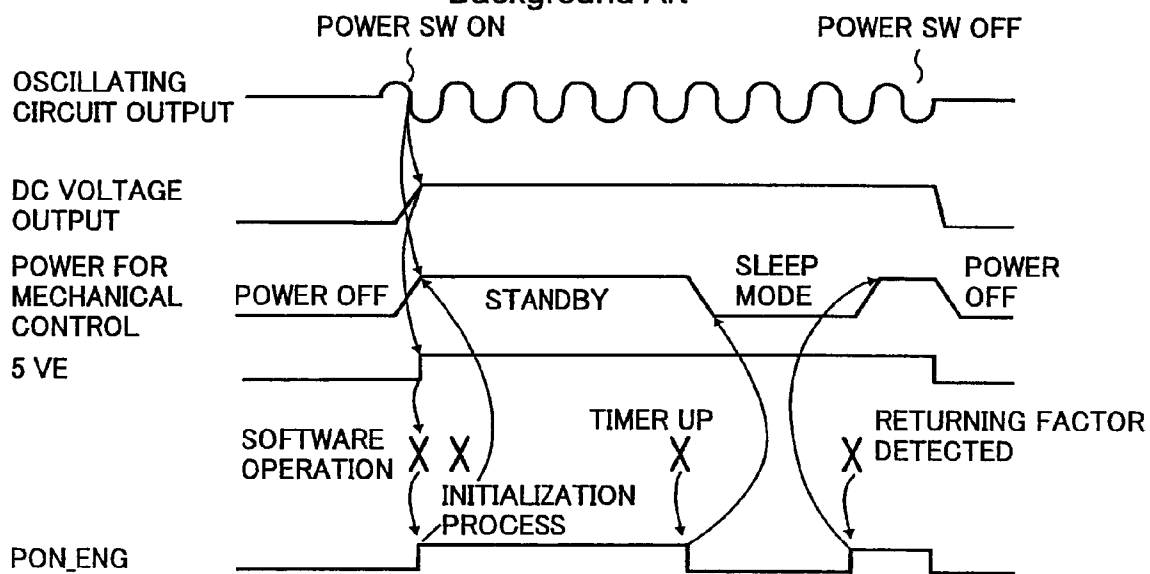 Background Art
POWER SW ON
POWER SW OFF
OSCILLATING
CIRCUIT OUTPUT
DC VOLTAGE
OUTPUT
POWER FOR
MECHANICAL
CONTROL
POWER OFF
STANDBY
SLEEP
MODE
POWER
OFF
5 VE
SOFTWARE
OPERATION
INITIALIZATION
PROCESS
TIMER UP
RETURNING FACTOR
DETECTED
PON_ENG